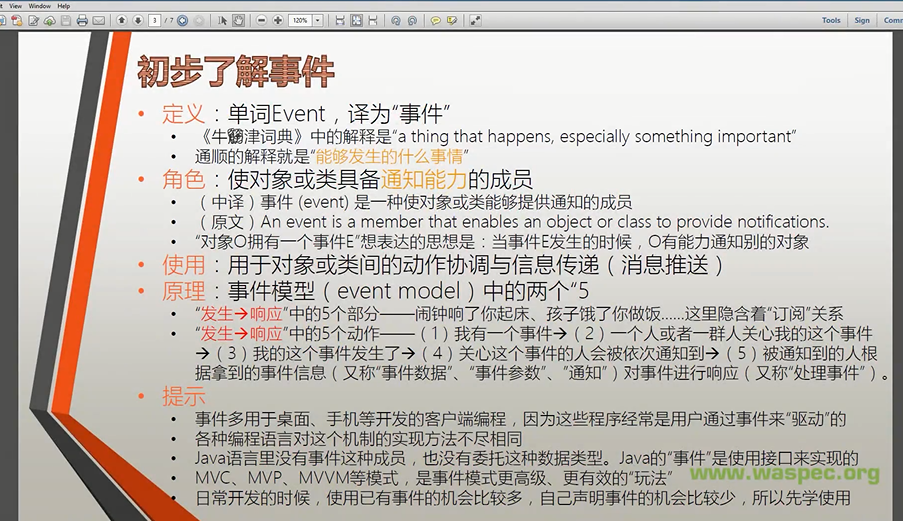 View Window Help
3 / 7
120%
Tools Sign
初步了解事件
• 定义：单词Event，译为“事件”
• 《牛津词典》中的解释是“a thing that happens, especially something important”
• 通顺的解释就是“能够发生的什么事情”
• 角色：使对象或类具备通知能力的成员
• （中译）事件 (event) 是一种使对象或类能够提供通知的成员
• （原文）An event is a member that enables an object or class to provide notifications.
• “对象O拥有一个事件E”想表达的思想是：当事件E发生的时候，O有能力通知别的对象
• 使用：用于对象或类间的动作协调与信息传递（消息推送）
• 原理：事件模型（event model）中的两个“5
• “发生→响应”中的5个部分——闹钟响了你起床、孩子饿了你做饭……这里隐含着“订阅”关系
• “发生→响应”中的5个动作——（1）我有一个事件→（2）一个人或者一群人关心我的这个事件
→（3）我的这个事件发生了→（4）关心这个事件的人会被依次通知到→（5）被通知到的人根
据拿到的事件信息（又称“事件数据”、“事件参数”、“通知”）对事件进行响应（又称“处理事件”）。
• 提示
• 事件多用于桌面、手机等开发的客户端编程，因为这些程序经常是用户通过事件来“驱动”的
• 各种编程语言对这个机制的实现方法不尽相同
• Java语言里没有事件这种成员，也没有委托这种数据类型。Java的“事件”是使用接口来实现的
• MVC、MVP、MVVM等模式，是事件模式更高级、更有效的“玩法”
• 日常开发的时候，使用已有事件的机会比较多，自己声明事件的机会比较少，所以先学使用
www.waspec.org